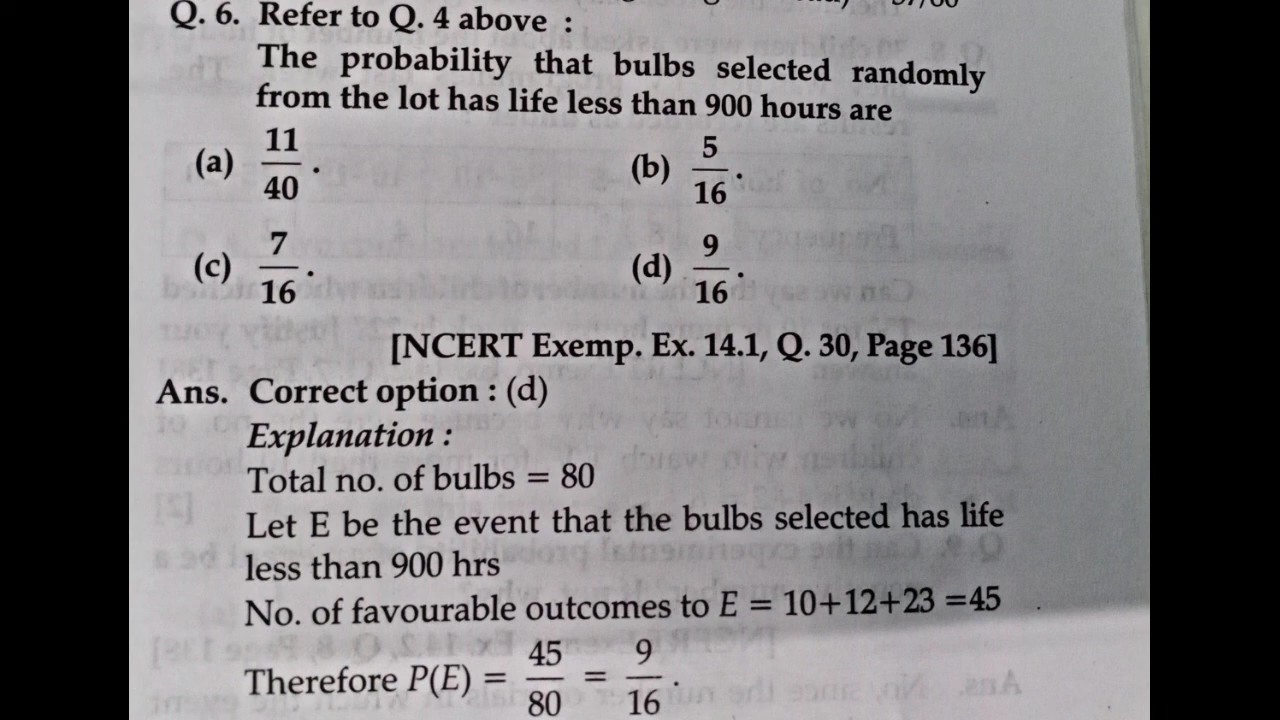 Q. 6. Refer to Q. 4 above :
The probability that bulbs selected randomly
from the lot has life less than 900 hours are
(a) 11/40 . (b) 5/16 .
(c) 7/16 . (d) 9/16 .
[NCERT Exemp. Ex. 14.1, Q. 30, Page 136]
Ans. Correct option : (d)
Explanation :
Total no. of bulbs = 80
Let E be the event that the bulbs selected has life
less than 900 hrs
No. of favourable outcomes to E = 10+12+23 =45
Therefore P(E) = 45/80 = 9/16 .